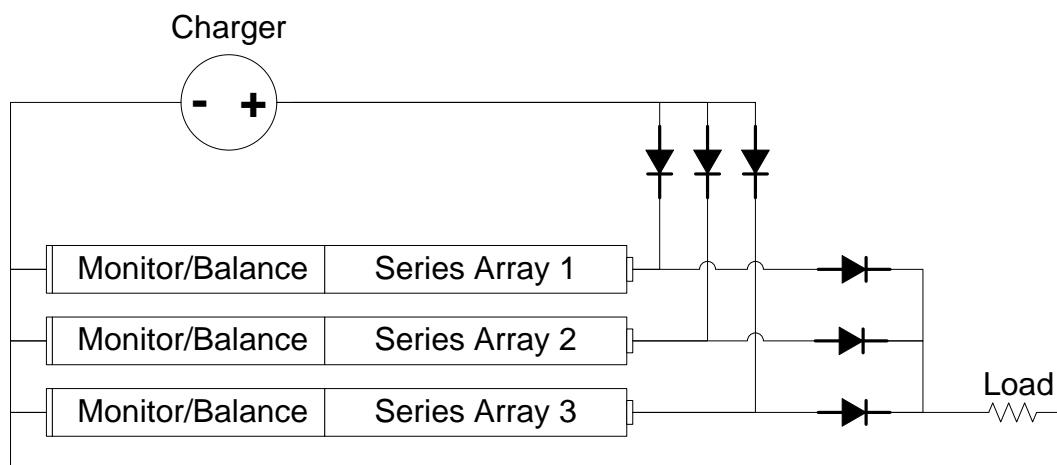 Charger
- +
Monitor/Balance Series Array 1
Monitor/Balance Series Array 2
Monitor/Balance Series Array 3
Load